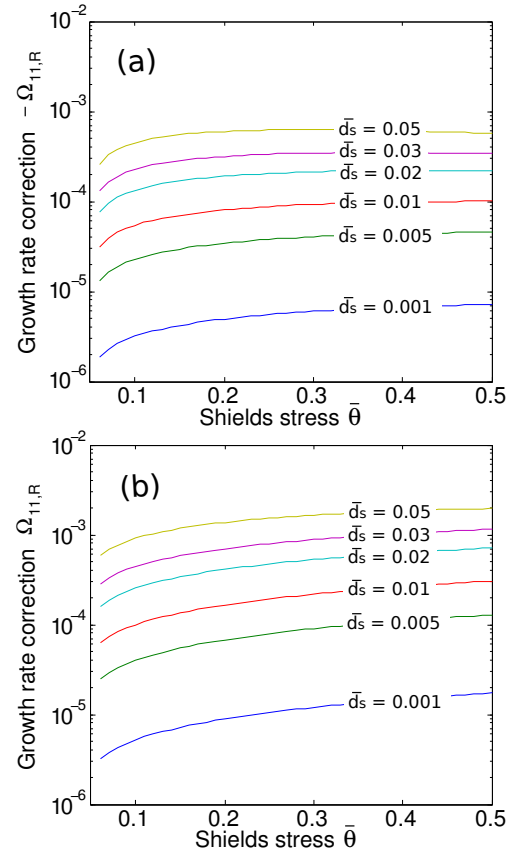 (a)
Growth rate correction − Ω11,R
10−2
10−3
10−4
10−5
10−6
d̄s = 0.05
d̄s = 0.03
d̄s = 0.02
d̄s = 0.01
d̄s = 0.005
d̄s = 0.001
0.1 0.2 0.3 0.4 0.5
Shields stress θ̄
(b)
Growth rate correction Ω11,R
10−2
10−3
10−4
10−5
10−6
d̄s = 0.05
d̄s = 0.03
d̄s = 0.02
d̄s = 0.01
d̄s = 0.005
d̄s = 0.001
0.1 0.2 0.3 0.4 0.5
Shields stress θ̄